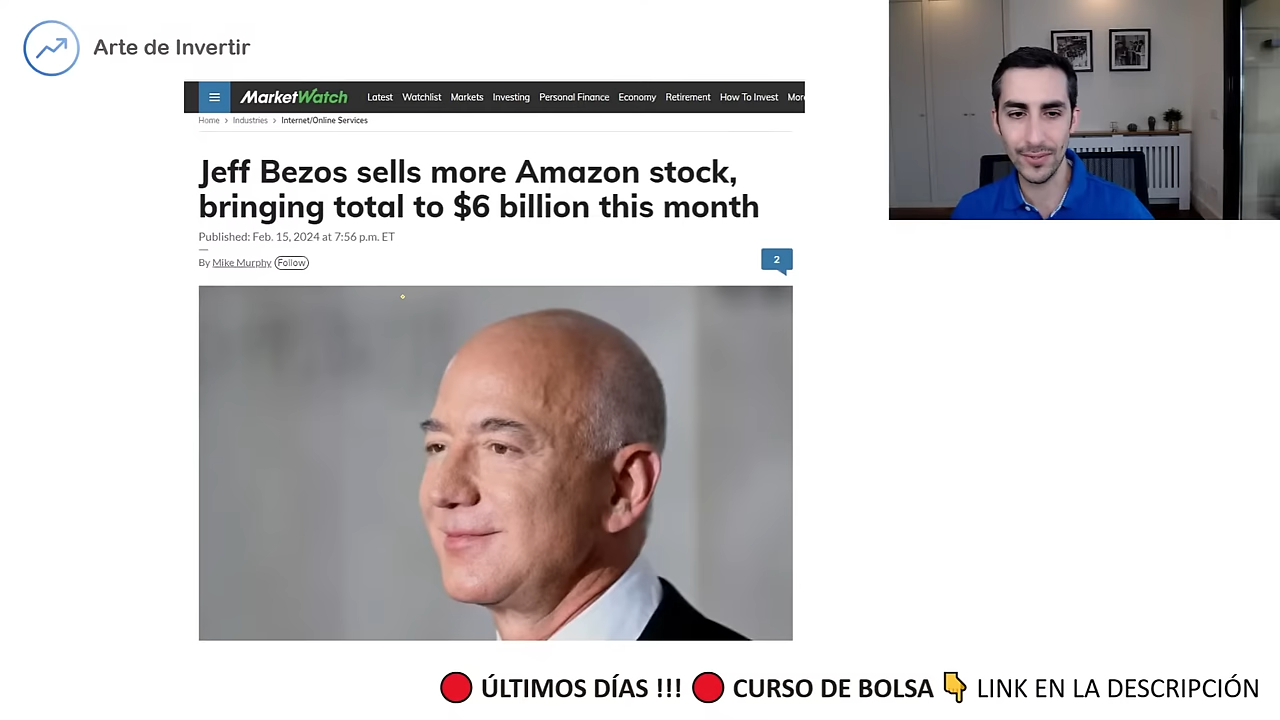 Arte de Invertir
MarketWatch Latest Watchlist Markets Investing Personal Finance Economy Retirement How To Invest Mor
Home > Industries > Internet/Online Services
Jeff Bezos sells more Amazon stock,
bringing total to $6 billion this month
Published: Feb. 15, 2024 at 7:56 p.m. ET
By Mike Murphy Follow
2
ÚLTIMOS DÍAS !!! CURSO DE BOLSA LINK EN LA DESCRIPCIÓN